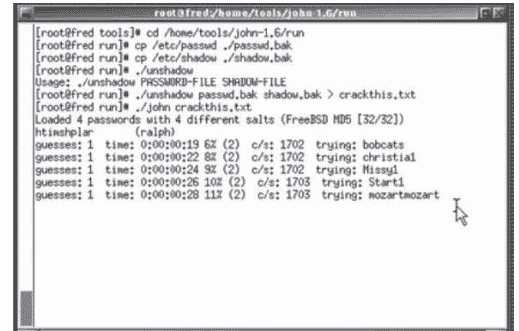 root@fred:/home/tools/john-1.6/run
[root@fred tools]# cd /home/tools/john-1.6/run
[root@fred run]# cp /etc/passwd ./passwd.bak
[root@fred run]# cp /etc/shadow ./shadow.bak
[root@fred run]# ./unshadow
Usage: ./unshadow PASSWORD-FILE SHADOW-FILE
[root@fred run]# ./unshadow passwd.bak shadow.bak > crackthis.txt
[root@fred run]# ./john crackthis.txt
Loaded 4 passwords with 4 different salts (FreeBSD MD5 [32/32])
htimshplar (ralph)
guesses: 1 time: 0:00:00:19 6% (2) c/s: 1702 trying: bobcats
guesses: 1 time: 0:00:00:22 8% (2) c/s: 1702 trying: christia1
guesses: 1 time: 0:00:00:24 9% (2) c/s: 1702 trying: Missy1
guesses: 1 time: 0:00:00:26 10% (2) c/s: 1703 trying: Start1
guesses: 1 time: 0:00:00:28 11% (2) c/s: 1703 trying: mozartmozart